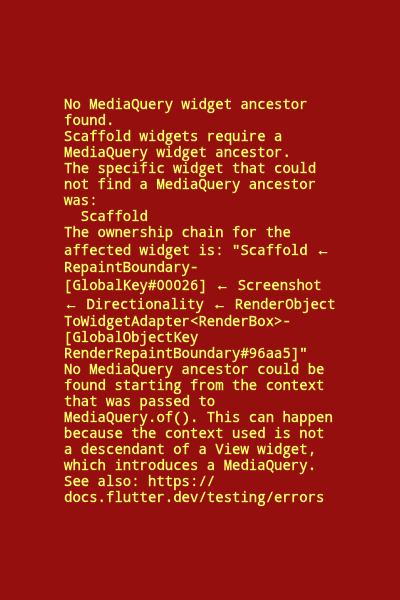 No MediaQuery widget ancestor
found.
Scaffold widgets require a
MediaQuery widget ancestor.
The specific widget that could
not find a MediaQuery ancestor
was:
  Scaffold
The ownership chain for the
affected widget is: "Scaffold ←
RepaintBoundary-
[GlobalKey#00026] ← Screenshot
← Directionality ← RenderObject
ToWidgetAdapter<RenderBox>-
[GlobalObjectKey
RenderRepaintBoundary#96aa5]"
No MediaQuery ancestor could be
found starting from the context
that was passed to
MediaQuery.of(). This can happen
because the context used is not
a descendant of a View widget,
which introduces a MediaQuery.
See also: https://
docs.flutter.dev/testing/errors